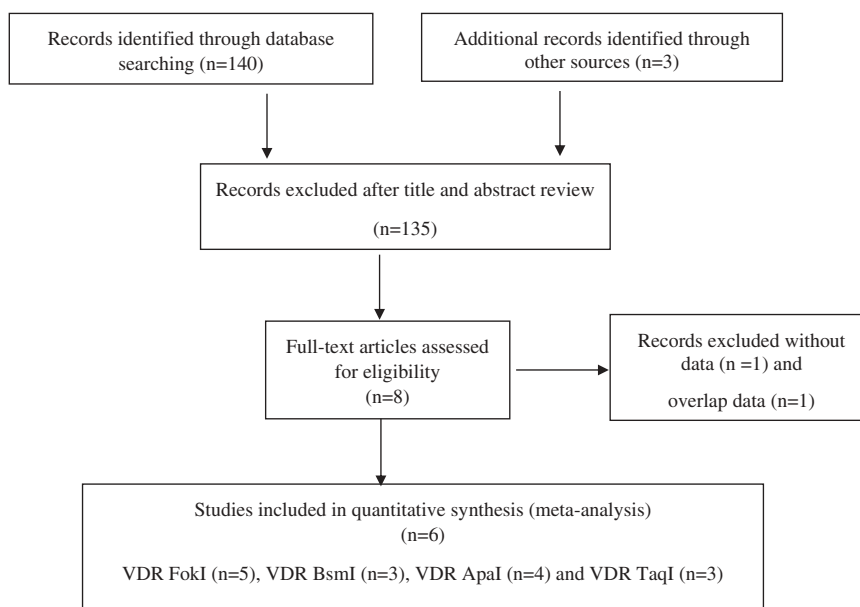 Records identified through database
searching (n=140)
Additional records identified through
other sources (n=3)
Records excluded after title and abstract review
(n=135)
Full-text articles assessed
for eligibility
(n=8)
Records excluded without
data (n =1) and
overlap data (n=1)
Studies included in quantitative synthesis (meta-analysis)
(n=6)
VDR FokI (n=5), VDR BsmI (n=3), VDR ApaI (n=4) and VDR TaqI (n=3)